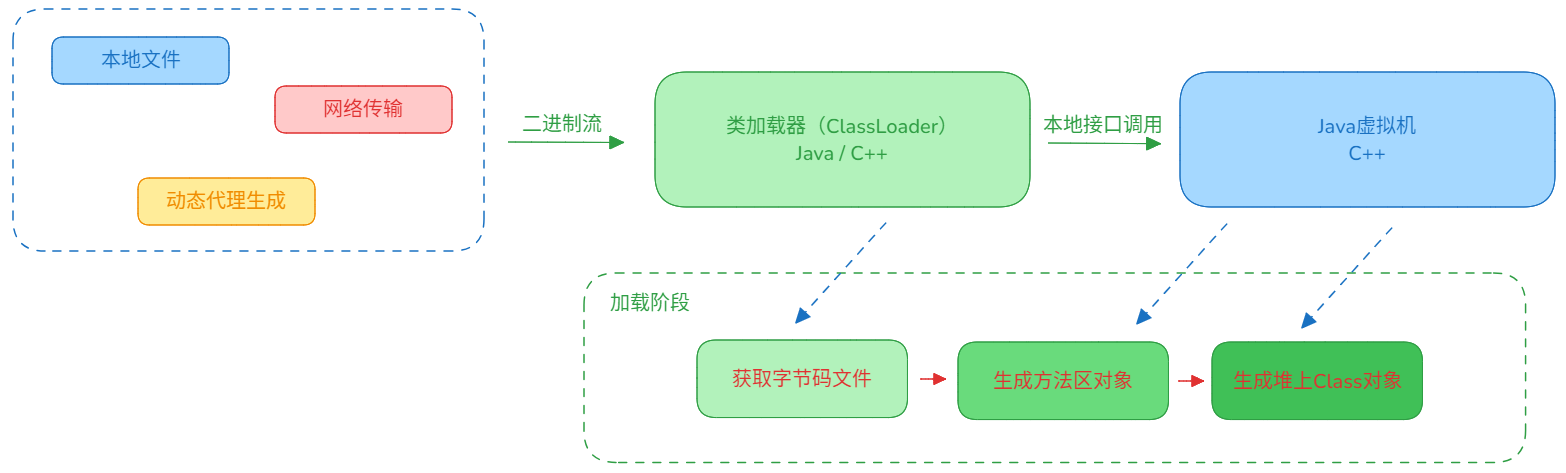 本地文件
网络传输
动态代理生成
二进制流
类加载器（ClassLoader）
Java / C++
本地接口调用
Java虚拟机
C++
加载阶段
获取字节码文件
生成方法区对象
生成堆上Class对象